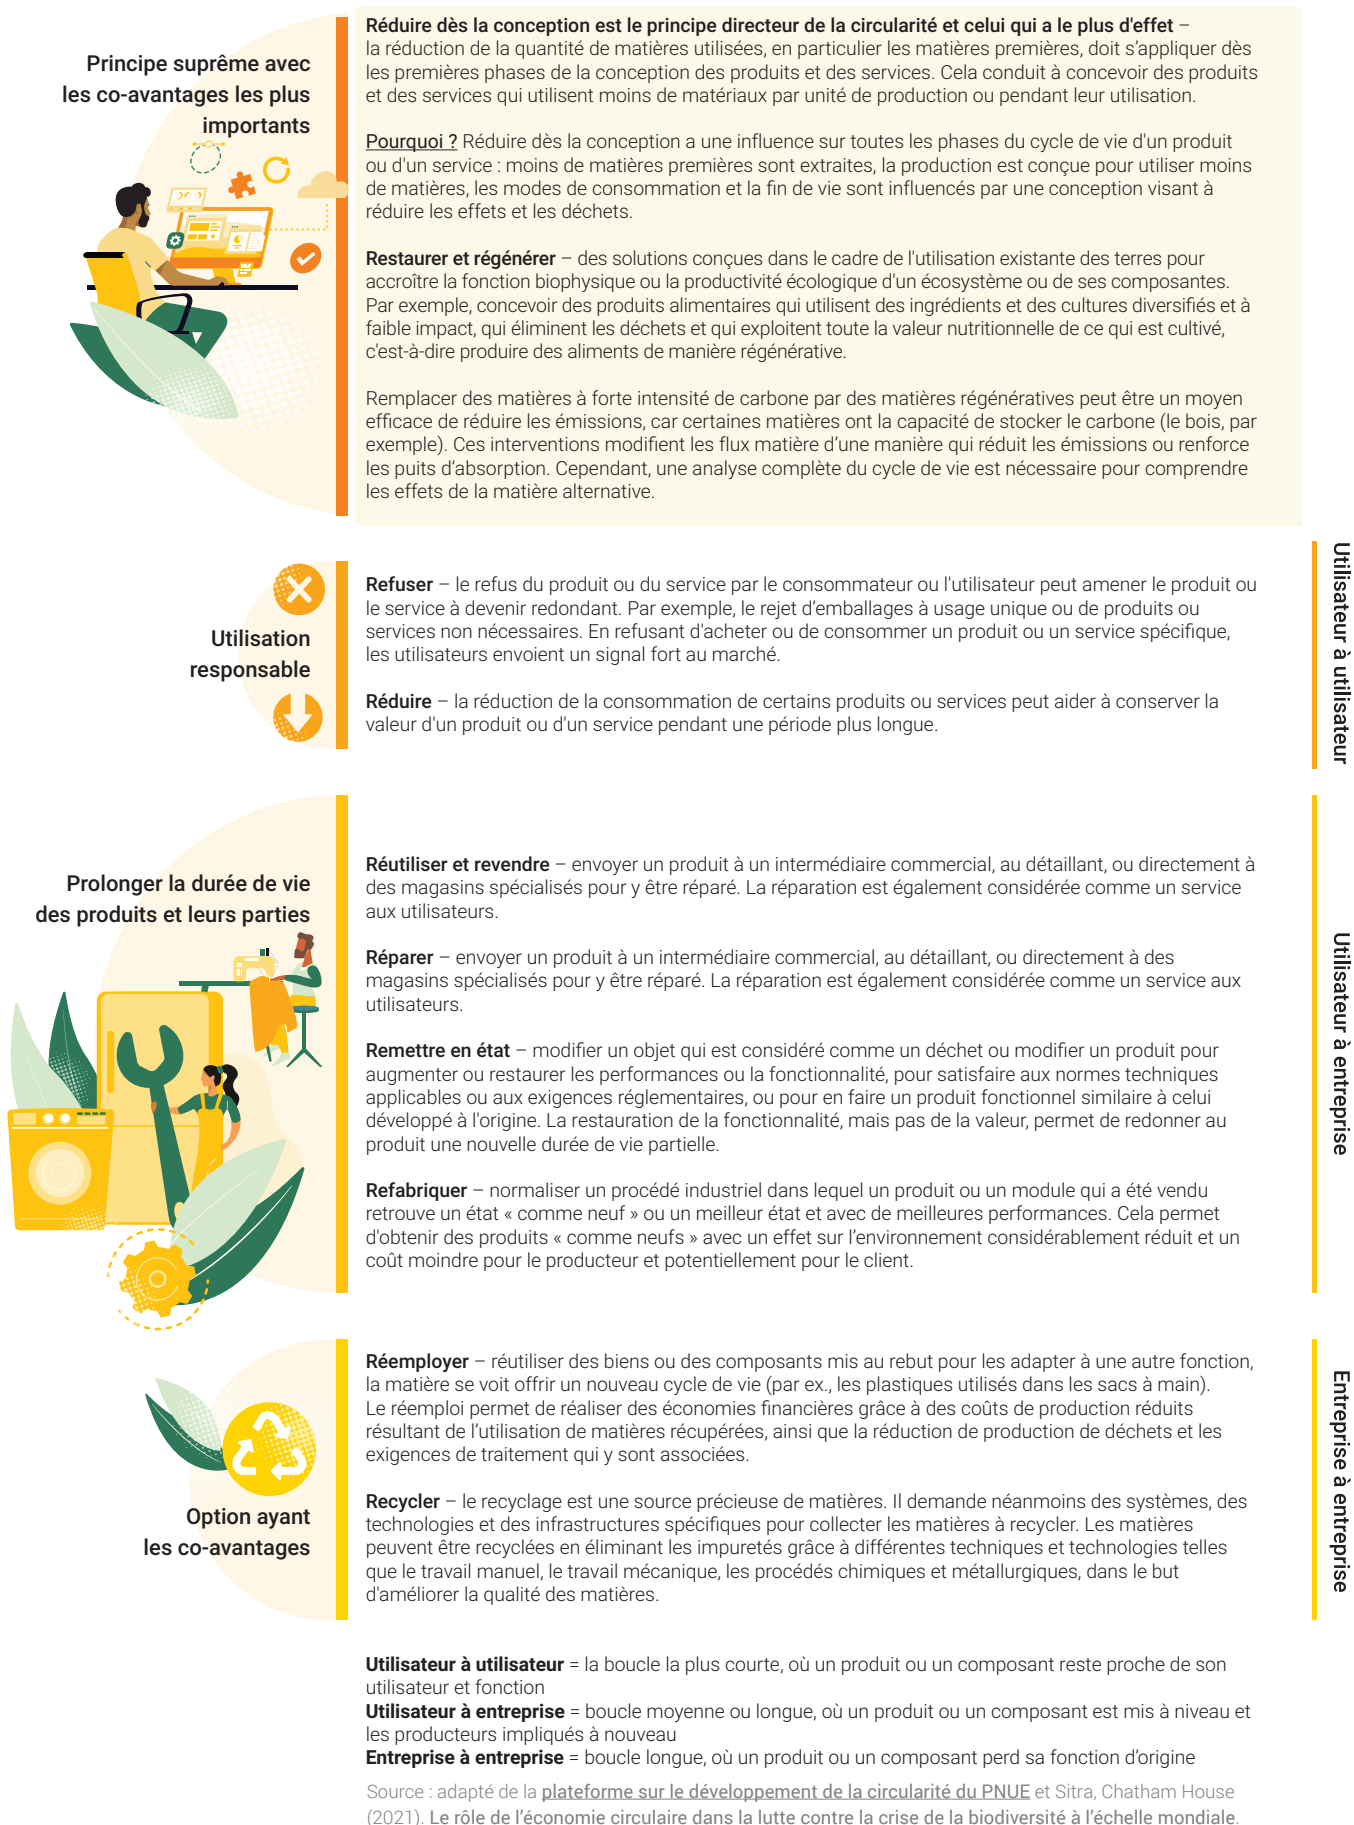 Principe suprême avec
les co-avantages les plus
importants
Réduire dès la conception est le principe directeur de la circularité et celui qui a le plus d'effet –
la réduction de la quantité de matières utilisées, en particulier les matières premières, doit s’appliquer dès
les premières phases de la conception des produits et des services. Cela conduit à concevoir des produits
et des services qui utilisent moins de matériaux par unité de production ou pendant leur utilisation.
Pourquoi ? Réduire dès la conception a une influence sur toutes les phases du cycle de vie d'un produit
ou d'un service : moins de matières premières sont extraites, la production est conçue pour utiliser moins
de matières, les modes de consommation et la fin de vie sont influencés par une conception visant à
réduire les effets et les déchets.
Restaurer et régénérer – des solutions conçues dans le cadre de l'utilisation existante des terres pour
accroître la fonction biophysique ou la productivité écologique d'un écosystème ou de ses composantes.
Par exemple, concevoir des produits alimentaires qui utilisent des ingrédients et des cultures diversifiés et à
faible impact, qui éliminent les déchets et qui exploitent toute la valeur nutritionnelle de ce qui est cultivé,
c'est-à-dire produire des aliments de manière régénérative.
Remplacer des matières à forte intensité de carbone par des matières régénératives peut être un moyen
efficace de réduire les émissions, car certaines matières ont la capacité de stocker le carbone (le bois, par
exemple). Ces interventions modifient les flux matière d’une manière qui réduit les émissions ou renforce
les puits d’absorption. Cependant, une analyse complète du cycle de vie est nécessaire pour comprendre
les effets de la matière alternative.
Utilisation
responsable
Refuser – le refus du produit ou du service par le consommateur ou l'utilisateur peut amener le produit ou
le service à devenir redondant. Par exemple, le rejet d’emballages à usage unique ou de produits ou
services non nécessaires. En refusant d'acheter ou de consommer un produit ou un service spécifique,
les utilisateurs envoient un signal fort au marché.
Réduire – la réduction de la consommation de certains produits ou services peut aider à conserver la
valeur d'un produit ou d'un service pendant une période plus longue.
Utilisateur à utilisateur
Prolonger la durée de vie
des produits et leurs parties
Réutiliser et revendre – envoyer un produit à un intermédiaire commercial, au détaillant, ou directement à
des magasins spécialisés pour y être réparé. La réparation est également considérée comme un service
aux utilisateurs.
Réparer – envoyer un produit à un intermédiaire commercial, au détaillant, ou directement à des
magasins spécialisés pour y être réparé. La réparation est également considérée comme un service aux
utilisateurs.
Remettre en état – modifier un objet qui est considéré comme un déchet ou modifier un produit pour
augmenter ou restaurer les performances ou la fonctionnalité, pur satisfaire aux normes techniques
applicables ou aux exigences réglementaires, ou pour en faire un produit fonctionnel similaire à celui
développé à l'origine. La restauration de la fonctionnalité, mais pas de la valeur, permet de redonner au
produit une nouvelle durée de vie partielle.
Refabriquer – normaliser un procédé industriel dans lequel un produit ou un module qui a été vendu
retrouve un état « comme neuf » ou un meilleur état et avec de meilleures performances. Cela permet
d'obtenir des produits « comme neufs » avec un effet sur l’environnement considérablement réduit et un
coût moindre pour le producteur et potentiellement pour le client.
Utilisateur à entreprise
Option ayant
les co-avantages
Réemployer – réutiliser des biens ou des composants mis au rebut pour les adapter à une autre fonction,
la matière se voit offrir un nouveau cycle de vie (par ex., les plastiques utilisés dans les sacs à main).
Le réemploi permet de réaliser des économies financières grâce à des coûts de production réduits
résultant de l’utilisation de matières récupérées, ainsi que la réduction de production de déchets et les
exigences de traitement qui y sont associées.
Recycler – le recyclage est une source précieuse de matières. Il demande néanmoins des systèmes, des
technologies et des infrastructures spécifiques pour collecter les matières à recycler. Les matières
peuvent être recyclées en éliminant les impuretés grâce à différentes techniques et technologies telles
que le travail manuel, le travail mécanique, les procédés chimiques et métallurgiques, dans le but
d'améliorer la qualité des matières.
Entreprise à entreprise
Utilisateur à utilisateur = la boucle la plus courte, où un produit ou un composant reste proche de son
utilisateur et fonction
Utilisateur à entreprise = boucle moyenne ou longue, où un produit ou un composant est mis à niveau et
les producteurs impliqués à nouveau
Entreprise à entreprise = boucle longue, où un produit ou un composant perd sa fonction d’origine
Source : adapté de la plateforme sur le développement de la circularité du PNUE et Sitra, Chatham House
(2021). Le rôle de l’économie circulaire dans la lutte contre la crise de la biodiversité à l’échelle mondiale.